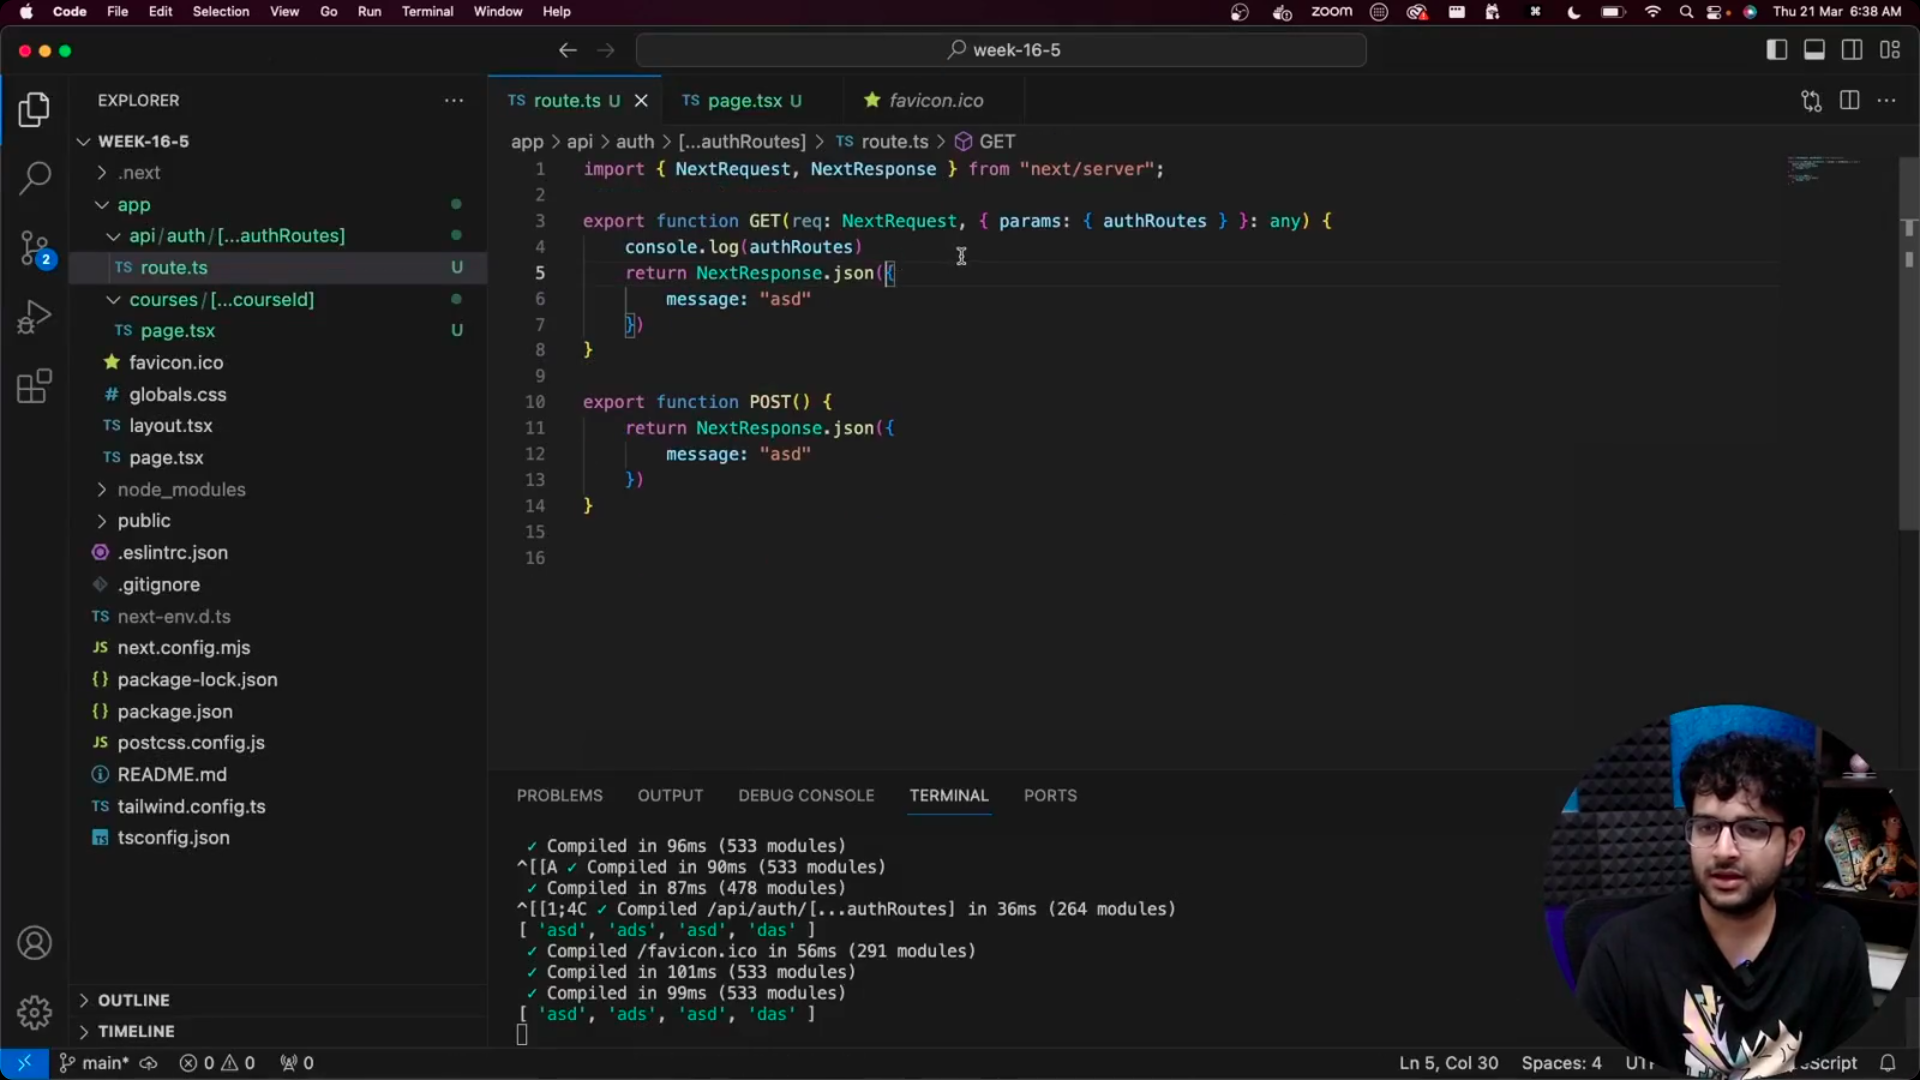 Code File Edit Selection View Go Run Terminal Window Help zoom Thu 21 Mar 6:38 AM
week-16-5
EXPLORER
WEEK-16-5
.next
app
api/auth/[...authRoutes]
TS route.ts U
courses/[...courseId]
TS page.tsx U
favicon.ico
# globals.css
TS layout.tsx
TS page.tsx
node_modules
public
.eslintrc.json
.gitignore
TS next-env.d.ts
JS next.config.mjs
{} package-lock.json
{} package.json
JS postcss.config.js
README.md
TS tailwind.config.ts
tsconfig.json
OUTLINE
TIMELINE
2
TS route.ts U
TS page.tsx U
favicon.ico
app > api > auth > [...authRoutes] > TS route.ts > GET
1 import { NextRequest, NextResponse } from "next/server";
2
3 export function GET(req: NextRequest, { params: { authRoutes } }: any) {
4 console.log(authRoutes)
5 return NextResponse.json({
6 message: "asd"
7 })
8 }
9
10 export function POST() {
11 return NextResponse.json({
12 message: "asd"
13 })
14 }
15
16
PROBLEMS OUTPUT DEBUG CONSOLE TERMINAL PORTS
✓ Compiled in 96ms (533 modules)
^[[A ✓ Compiled in 90ms (533 modules)
✓ Compiled in 87ms (478 modules)
^[[1;4C ✓ Compiled /api/auth/[...authRoutes] in 36ms (264 modules)
[ 'asd', 'ads', 'asd', 'das' ]
✓ Compiled /favicon.ico in 56ms (291 modules)
✓ Compiled in 101ms (533 modules)
✓ Compiled in 99ms (533 modules)
[ 'asd', 'ads', 'asd', 'das' ]
main* 0 0 0 Ln 5, Col 30 Spaces: 4